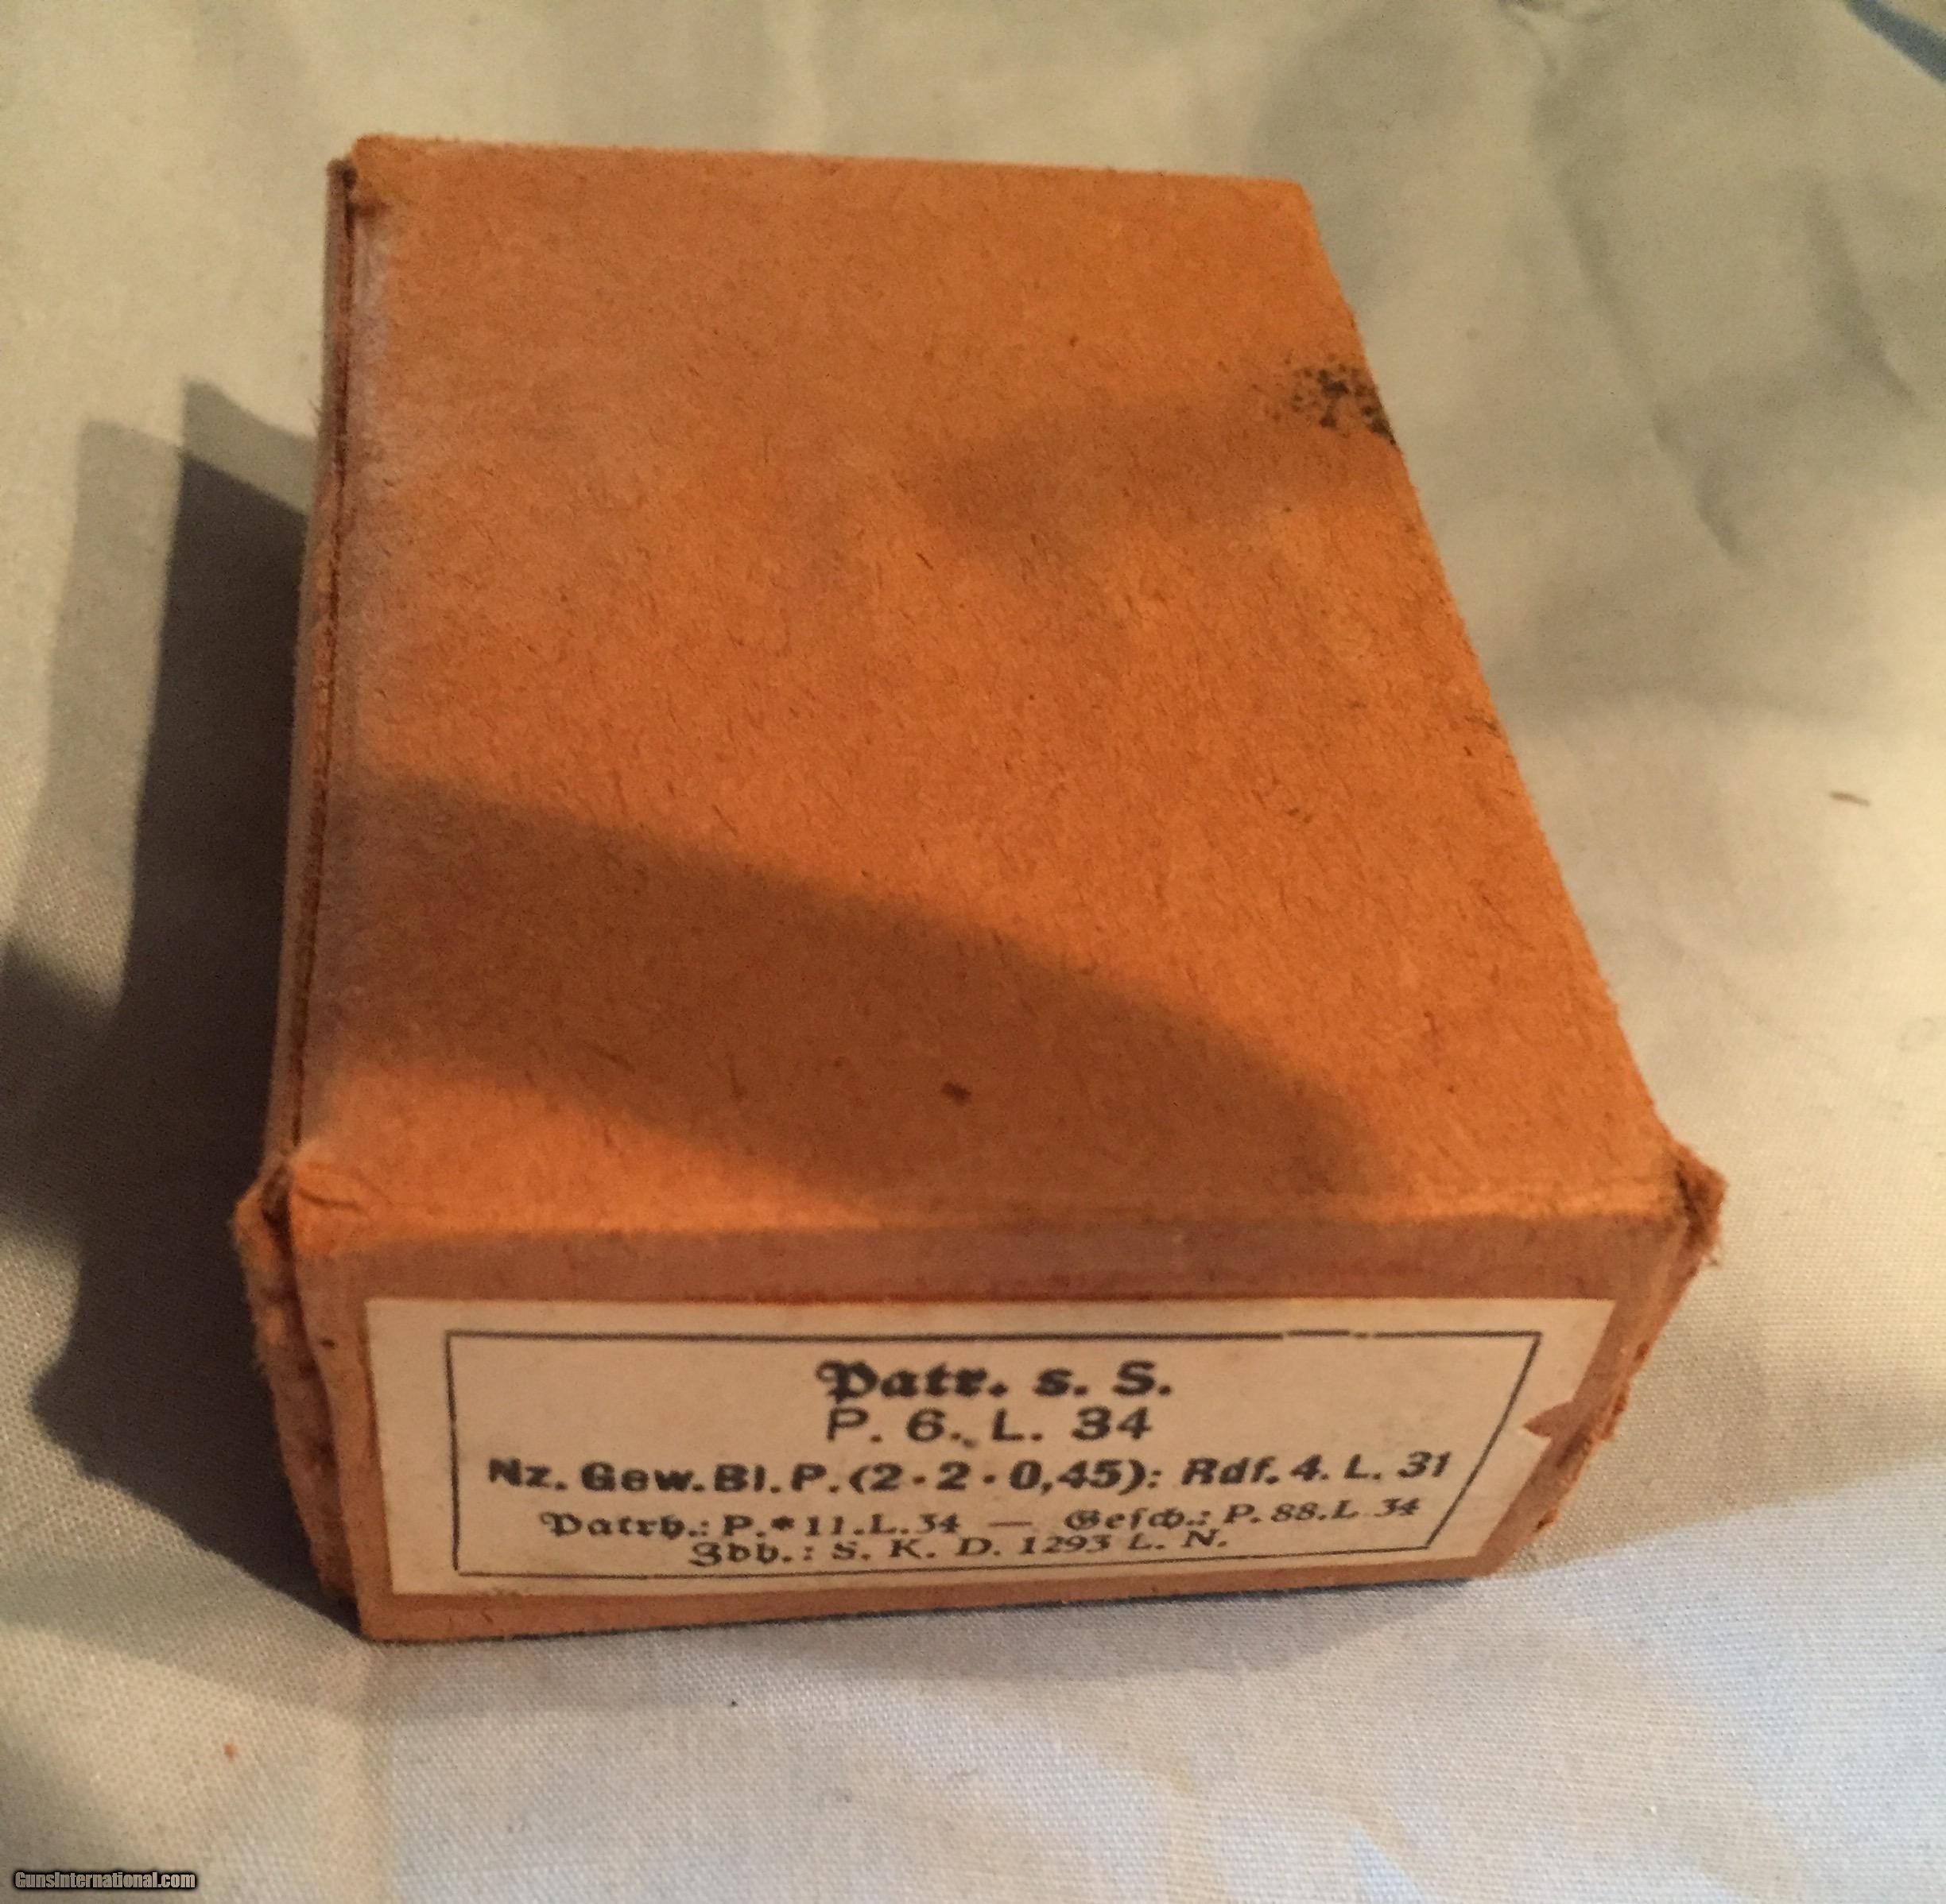 Patr. s. S.
P. 6. L. 34
Nz. Gew. Bl. P. (2 · 2 · 0,45): Rdf. 4. L. 31
Patrh.: P.* 11. L. 34 — Gesch.: P. 88. L. 34
Zdh.: S. K. D. 1293 L. N.
GunsInternational.com